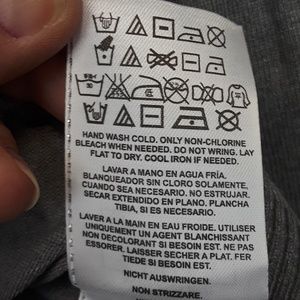 HAND WASH COLD. ONLY NON-CHLORINE
BLEACH WHEN NEEDED. DO NOT WRING. LAY
FLAT TO DRY. COOL IRON IF NEEDED.
LAVAR A MANO EN AGUA FRÍA.
BLANQUEADOR SIN CLORO SOLAMENTE,
CUANDO SEA NECESARIO. NO EXPRIMIR.
SECAR EXTENDIDO EN PLANO. PLANCHA
TIBIA, SI ES NECESARIO.
LAVER A LA MAIN EN EAU FROIDE. UTILISER
UNIQUEMENT UN AGENT BLANCHISSANT
NON DECOLORANT SI BESOIN EST. NE PAS
ESSORER. LAISSER SECHER A PLAT. FER
TIEDE SI BESOIN EST.
NICHT AUSWRINGEN.
NON STRIZZARE.